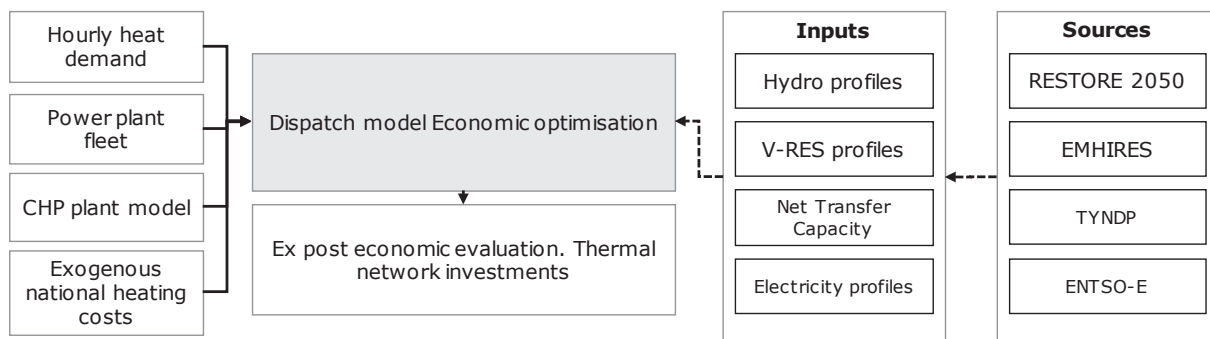 Hourly heat
demand
Power plant
fleet
CHP plant model
Exogenous
national heating
costs
Dispatch model Economic optimisation
Ex post economic evaluation. Thermal
network investments
Inputs
Hydro profiles
V-RES profiles
Net Transfer
Capacity
Electricity profiles
Sources
RESTORE 2050
EMHIRES
TYNDP
ENTSO-E